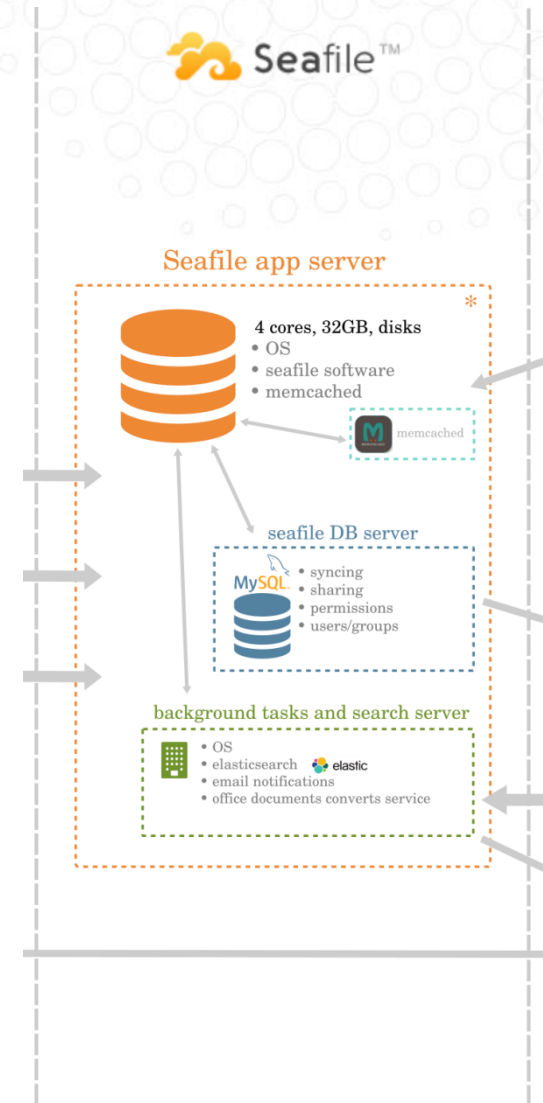 Seafile™
Seafile app server
*
4 cores, 32GB, disks
• OS
• seafile software
• memcached
memcached
seafile DB server
MySQL
• syncing
• sharing
• permissions
• users/groups
background tasks and search server
• OS
• elasticsearch elastic
• email notifications
• office documents converts service